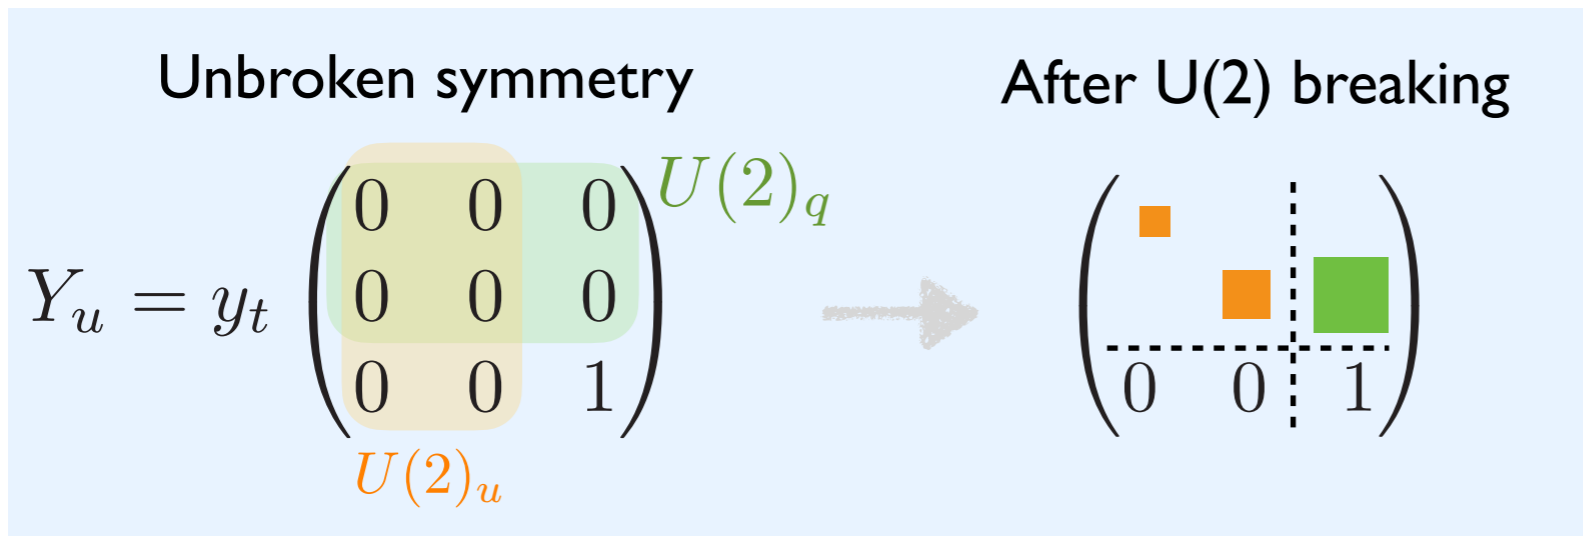 Unbroken symmetry
After U(2) breaking
0 0 0 U(2)_q
Y_u = y_t 0 0 0
0 0 1
0 0 1
U(2)_u